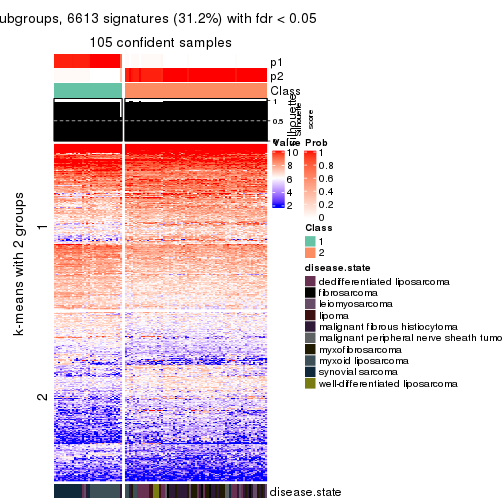 ubgroups, 6613 signatures (31.2%) with fdr < 0.05
105 confident samples
p1
p2
Class
1
0.5
Silhouette
score
Silhouette
k-means with 2 groups
1
2
Value
10
8
6
4
2
Prob
1
0.8
0.6
0.4
0.2
0
Class
1
2
disease.state
dedifferentiated liposarcoma
fibrosarcoma
leiomyosarcoma
lipoma
malignant fibrous histiocytoma
malignant peripheral nerve sheath tumo
myxofibrosarcoma
myxoid liposarcoma
synovial sarcoma
well-differentiated liposarcoma
disease.state